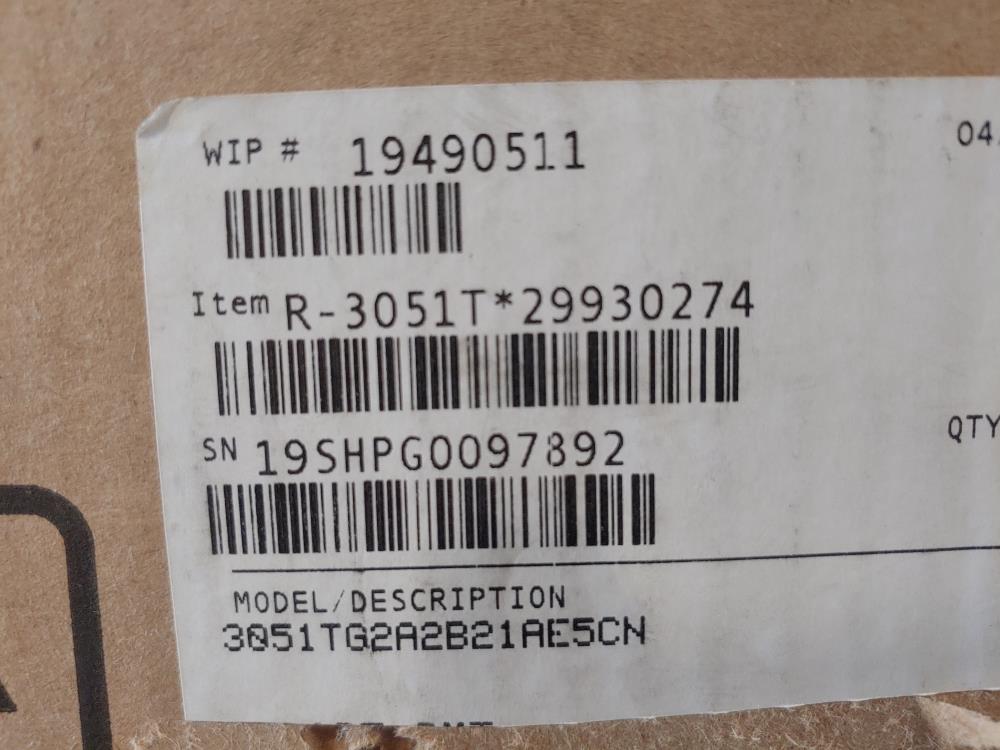 WIP # 19490511
04
Item R-3051T*29930274
SN 19SHPG0097892
QTY
MODEL/DESCRIPTION
3051TG2A2B21AE5CN